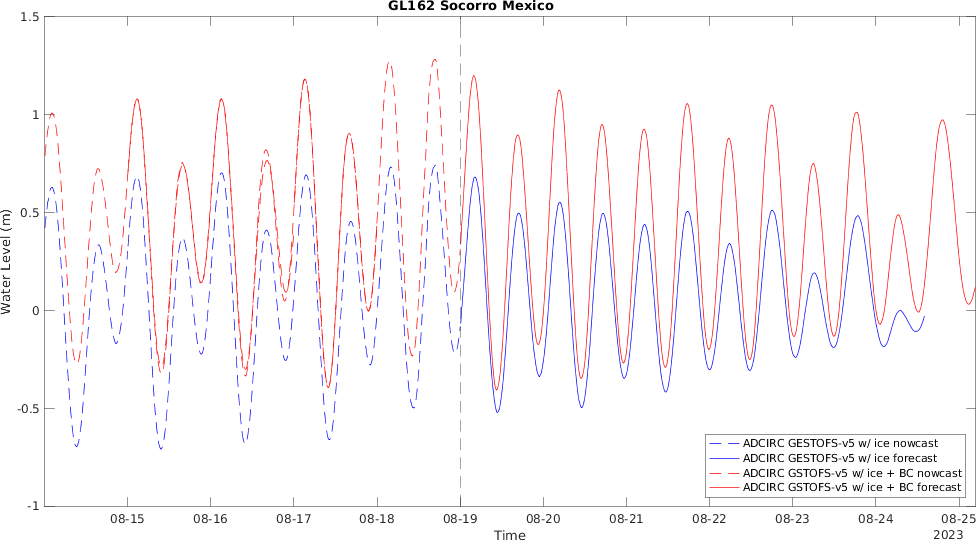 GL162 Socorro Mexico
1.5
1
0.5
0
-0.5
-1
Water Level (m)
08-15 08-16 08-17 08-18 08-19 08-20 08-21 08-22 08-23 08-24 08-25
Time
2023
ADCIRC GESTOFS-v5 w/ ice nowcast
ADCIRC GESTOFS-v5 w/ ice forecast
ADCIRC GSTOFS-v5 w/ ice + BC nowcast
ADCIRC GSTOFS-v5 w/ ice + BC forecast